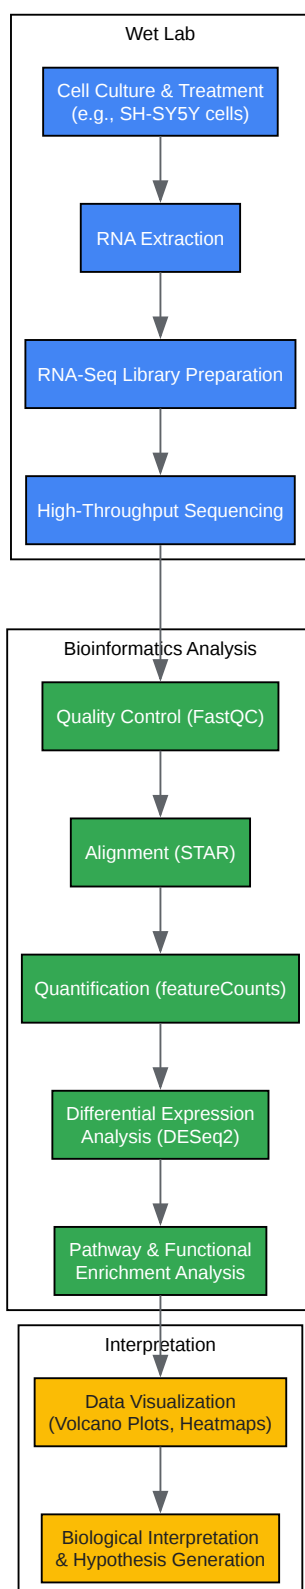 Wet Lab
Cell Culture & Treatment
(e.g., SH-SY5Y cells)
RNA Extraction
RNA-Seq Library Preparation
High-Throughput Sequencing
Bioinformatics Analysis
Quality Control (FastQC)
Alignment (STAR)
Quantification (featureCounts)
Differential Expression
Analysis (DESeq2)
Pathway & Functional
Enrichment Analysis
Interpretation
Data Visualization
(Volcano Plots, Heatmaps)
Biological Interpretation
& Hypothesis Generation